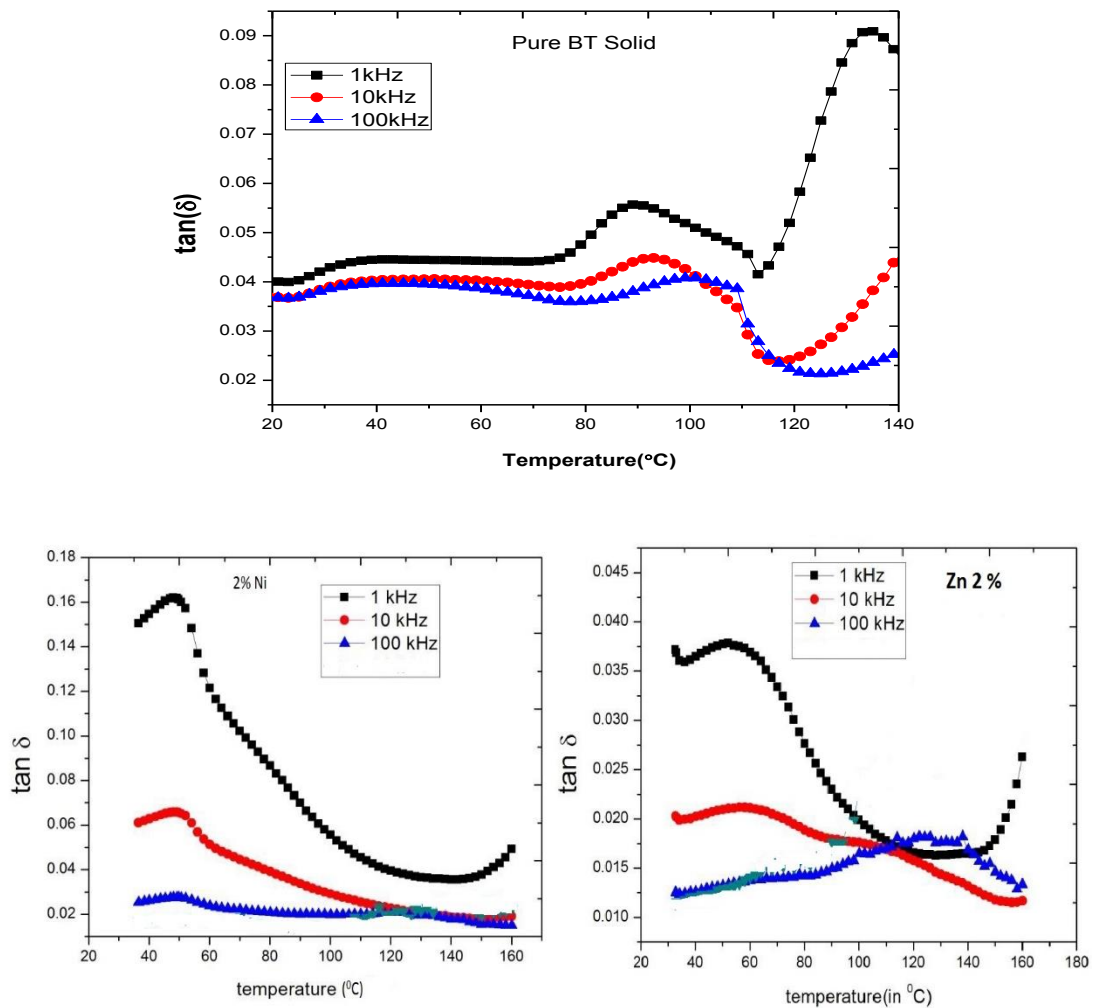 Pure BT Solid
1kHz
10kHz
100kHz
tan(δ)
0.09
0.08
0.07
0.06
0.05
0.04
0.03
0.02
20 40 60 80 100 120 140
Temperature(°C)
2% Ni
1 kHz
10 kHz
100 kHz
tan δ
0.18
0.16
0.14
0.12
0.10
0.08
0.06
0.04
0.02
20 40 60 80 100 120 140 160
temperature (⁰C)
Zn 2 %
1 kHz
10 kHz
100 kHz
tan δ
0.045
0.040
0.035
0.030
0.025
0.020
0.015
0.010
20 40 60 80 100 120 140 160 180
temperature(in ⁰C)